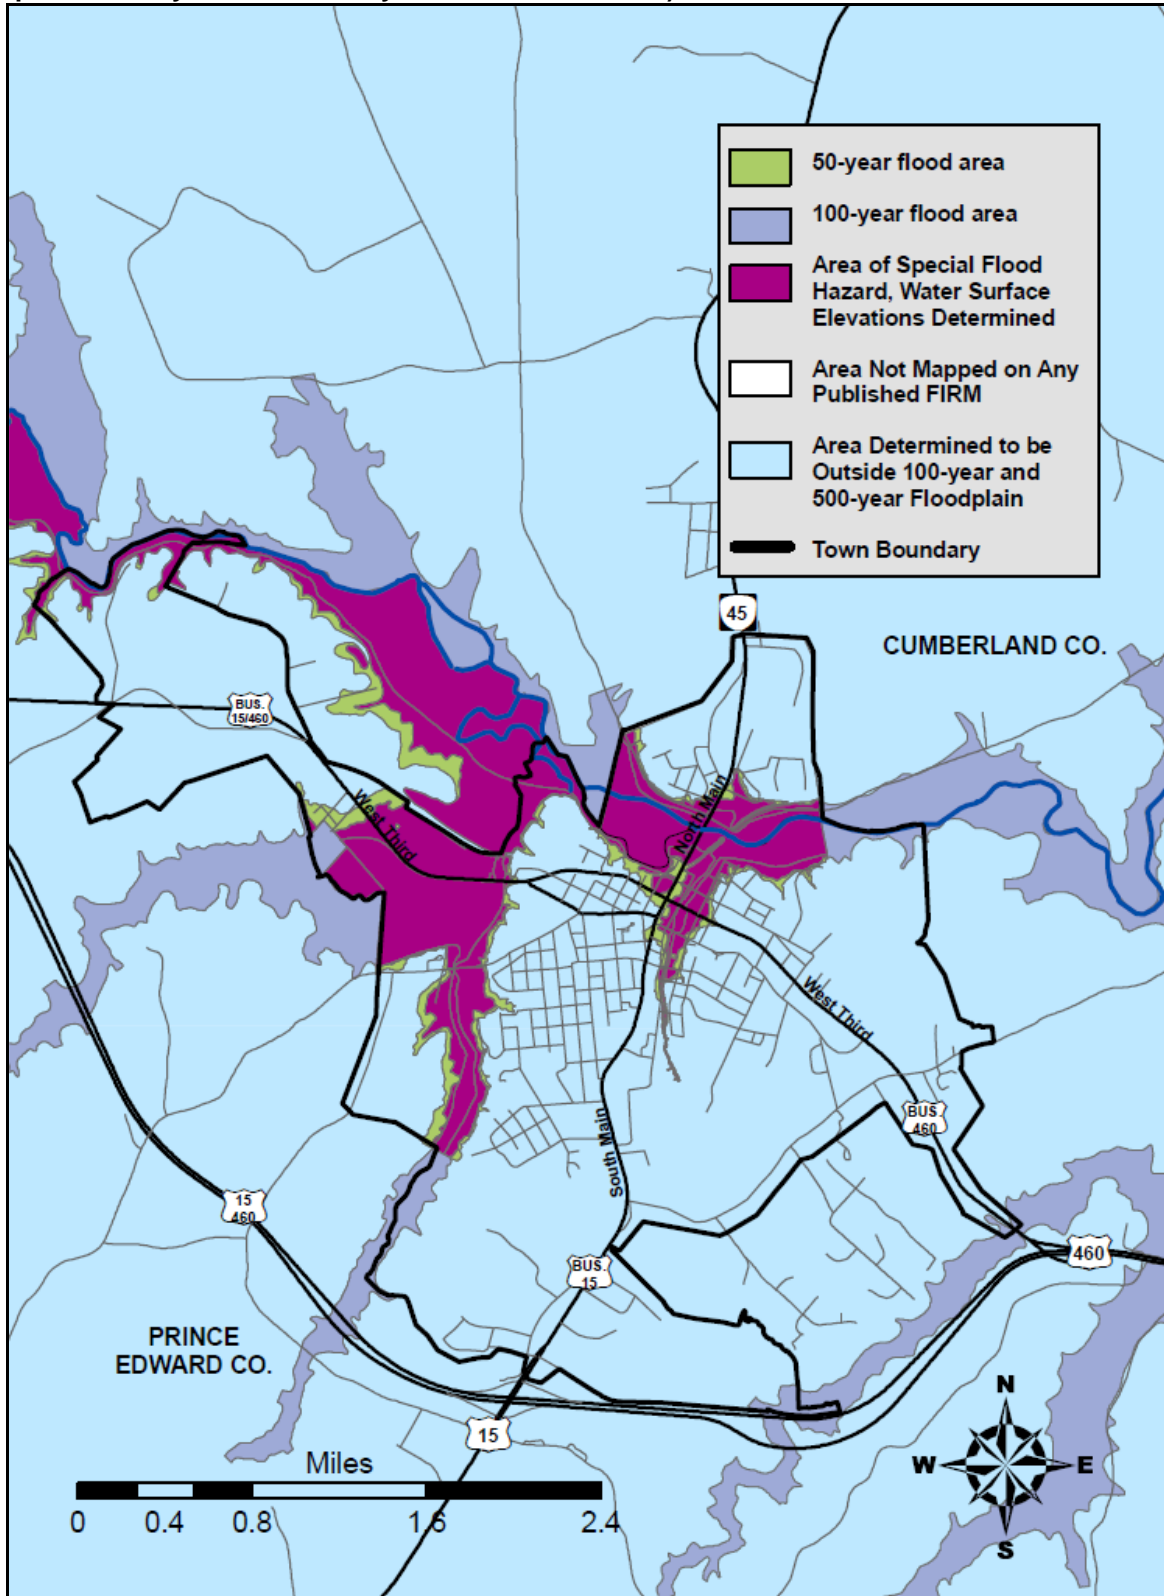 50-year flood area
100-year flood area
Area of Special Flood
Hazard, Water Surface
Elevations Determined
Area Not Mapped on Any
Published FIRM
Area Determined to be
Outside 100-year and
500-year Floodplain
Town Boundary
45
CUMBERLAND CO.
BUS.
15/460
North Main
West Third
West Third
BUS.
460
South Main
15
460
460
BUS.
15
PRINCE
EDWARD CO.
15
Miles
0 0.4 0.8 1.6 2.4
N
W E
S